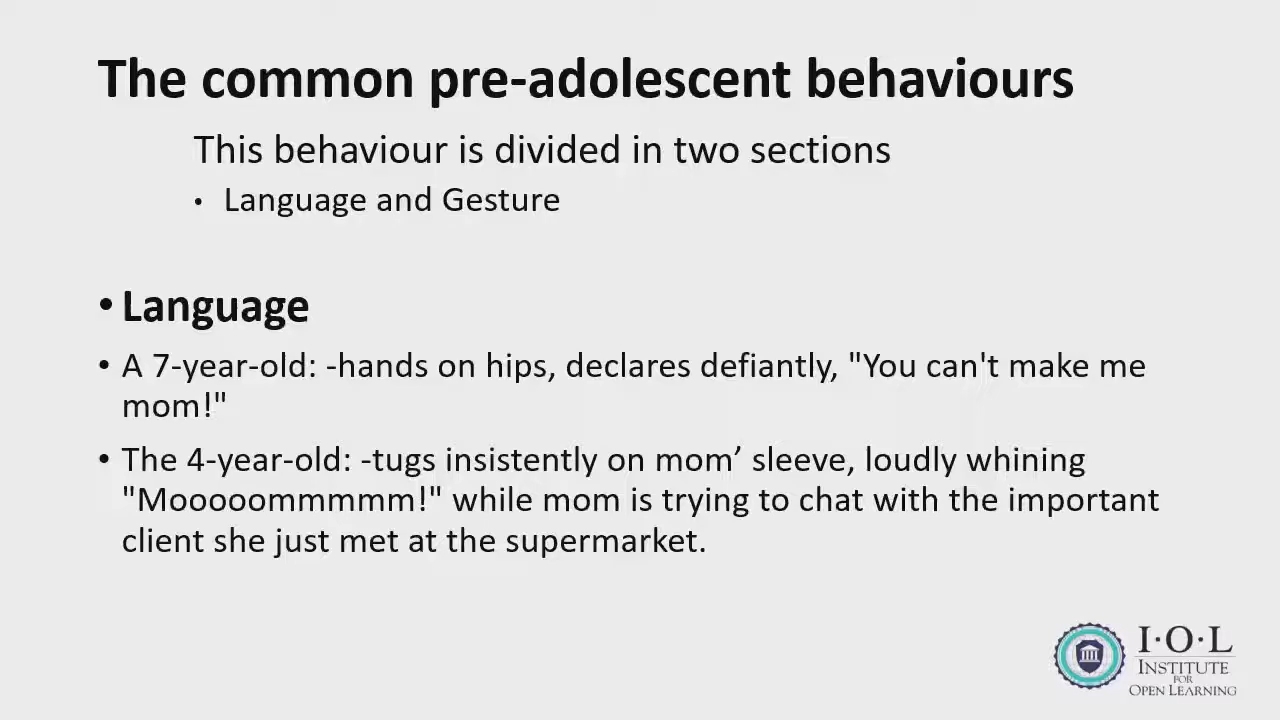 The common pre-adolescent behaviours
This behaviour is divided in two sections
• Language and Gesture
• Language
• A 7-year-old: -hands on hips, declares defiantly, "You can't make me
mom!"
• The 4-year-old: -tugs insistently on mom’ sleeve, loudly whining
"Mooooommmmm!" while mom is trying to chat with the important
client she just met at the supermarket.
I·O·L
INSTITUTE
FOR
OPEN LEARNING